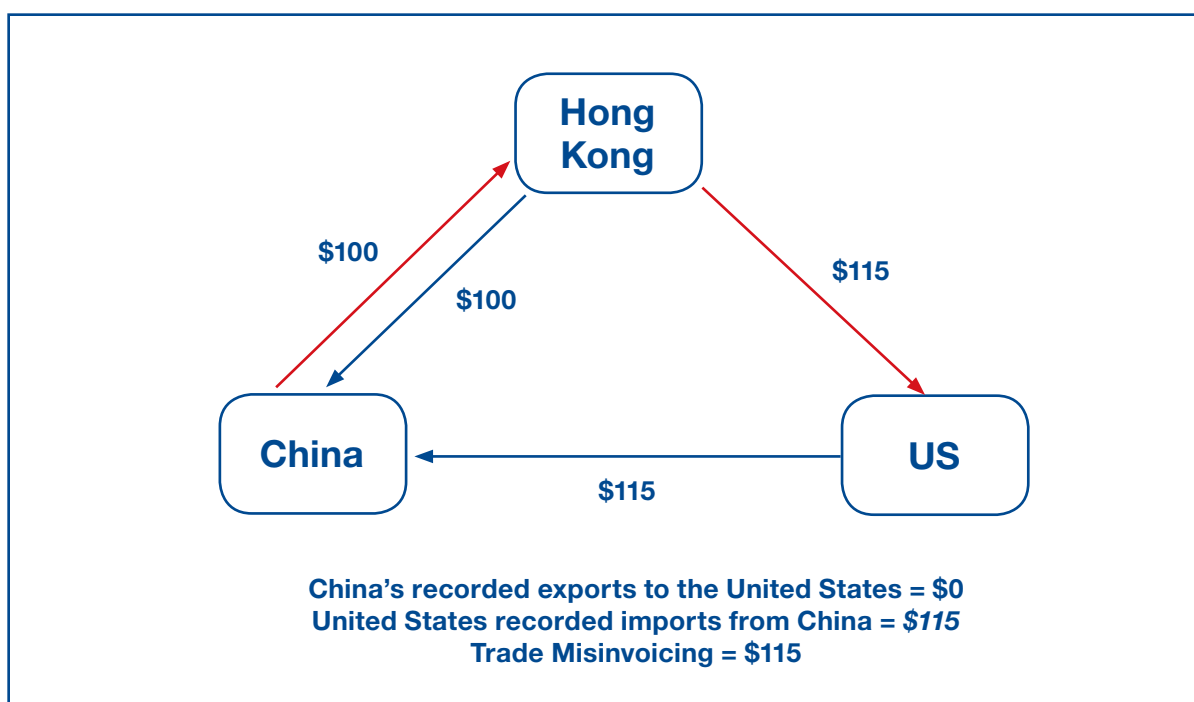 Hong
Kong
$100
$100
$115
China
US
$115
China’s recorded exports to the United States = $0
United States recorded imports from China = $115
Trade Misinvoicing = $115